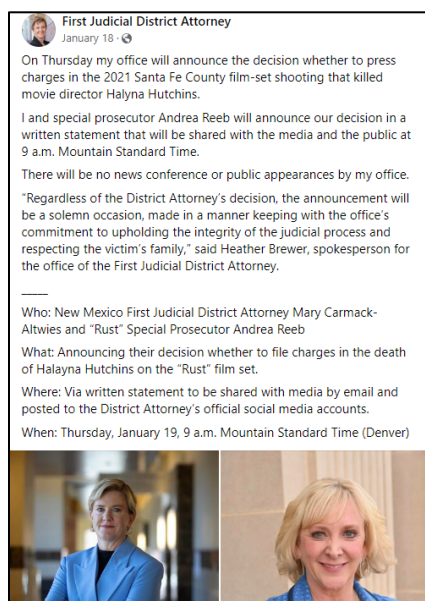 First Judicial District Attorney
January 18 ·
On Thursday my office will announce the decision whether to press
charges in the 2021 Santa Fe County film-set shooting that killed
movie director Halyna Hutchins.
I and special prosecutor Andrea Reeb will announce our decision in a
written statement that will be shared with the media and the public at
9 a.m. Mountain Standard Time.
There will be no news conference or public appearances by my office.
“Regardless of the District Attorney’s decision, the announcement will
be a solemn occasion, made in a manner keeping with the office’s
commitment to upholding the integrity of the judicial process and
respecting the victim’s family,” said Heather Brewer, spokesperson for
the office of the First Judicial District Attorney.
_____
Who: New Mexico First Judicial District Attorney Mary Carmack-
Altwies and “Rust” Special Prosecutor Andrea Reeb
What: Announcing their decision whether to file charges in the death
of Halayna Hutchins on the “Rust” film set.
Where: Via written statement to be shared with media by email and
posted to the District Attorney’s official social media accounts.
When: Thursday, January 19, 9 a.m. Mountain Standard Time (Denver)